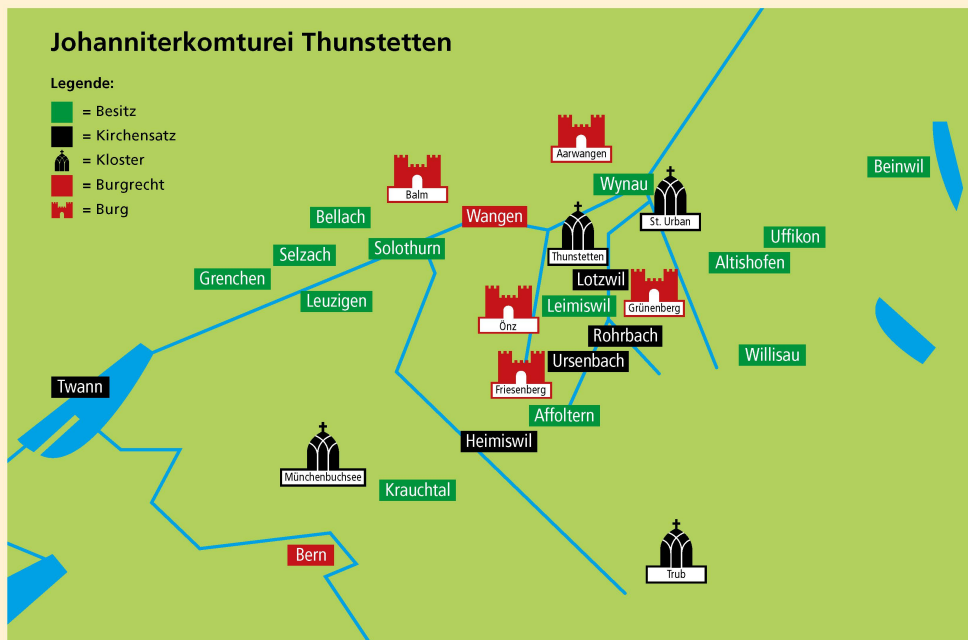 Johanniterkomturei Thunstetten
Legende:
= Besitz
= Kirchensatz
= Kloster
= Burgrecht
= Burg
Aarwangen
Beinwil
Balm
Wynau
Bellach
Wangen
St. Urban
Uffikon
Solothurn
Selzach
Thunstetten
Altishofen
Grenchen
Lotzwil
Leuzigen
Leimiswil
Grünenberg
Önz
Rohrbach
Willisau
Ursenbach
Twann
Friesenberg
Affoltern
Heimiswil
Münchenbuchsee
Krauchtal
Bern
Trub